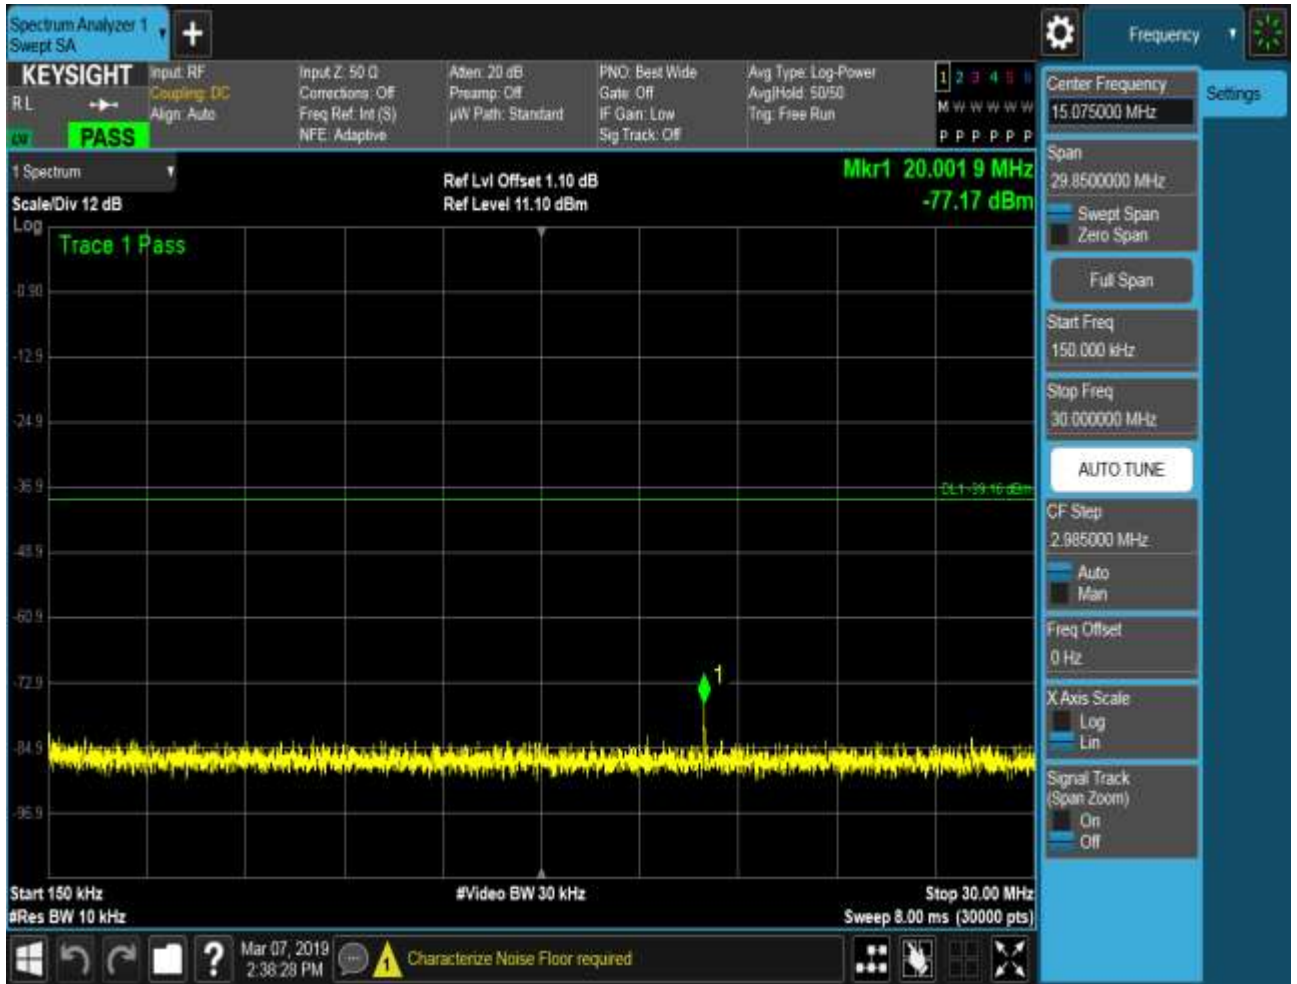 Spectrum Analyzer 1
Swept SA
+
Frequency
KEYSIGHT
R L
LW
PASS
Input: RF
Coupling: DC
Align: Auto
Input Z: 50 Ω
Corrections: Off
Freq Ref: Int (S)
NFE: Adaptive
Atten: 20 dB
Preamp: Off
µW Path: Standard
PNO: Best Wide
Gate: Off
IF Gain: Low
Sig Track: Off
Avg Type: Log-Power
Avg|Hold: 50/50
Trig: Free Run
1 2 3 4 5 6
M W W W W W
P P P P P P
1 Spectrum
Scale/Div 12 dB
Ref Lvl Offset 1.10 dB
Ref Level 11.10 dBm
Mkr1 20.001 9 MHz
-77.17 dBm
Log
Trace 1 Pass
-0.90
-12.9
-24.9
-36.9
-48.9
-60.9
-72.9
-84.9
-96.9
DL1 -39.16 dBm
1
Start 150 kHz
#Res BW 10 kHz
#Video BW 30 kHz
Stop 30.00 MHz
Sweep 8.00 ms (30000 pts)
Center Frequency
15.075000 MHz
Settings
Span
29.8500000 MHz
Swept Span
Zero Span
Full Span
Start Freq
150.000 kHz
Stop Freq
30.000000 MHz
AUTO TUNE
CF Step
2.985000 MHz
Auto
Man
Freq Offset
0 Hz
X Axis Scale
Log
Lin
Signal Track
(Span Zoom)
On
Off
?
Mar 07, 2019
2:38:28 PM
1
Characterize Noise Floor required